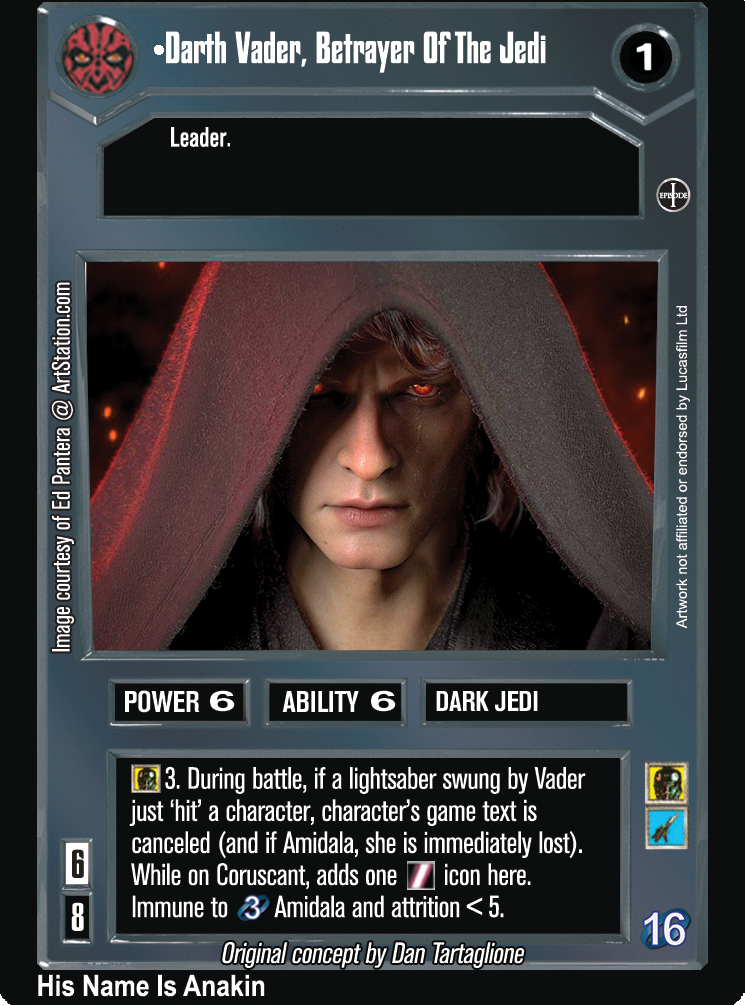 •Darth Vader, Betrayer Of The Jedi
1
Leader.
EPISODE I
Image courtesy of Ed Pantera @ ArtStation.com
Artwork not affiliated or endorsed by Lucasfilm Ltd
POWER 6
ABILITY 6
DARK JEDI
3. During battle, if a lightsaber swung by Vader
just ‘hit’ a character, character’s game text is
canceled (and if Amidala, she is immediately lost).
While on Coruscant, adds one icon here.
Immune to 3 Amidala and attrition < 5.
6
8
16
Original concept by Dan Tartaglione
His Name Is Anakin